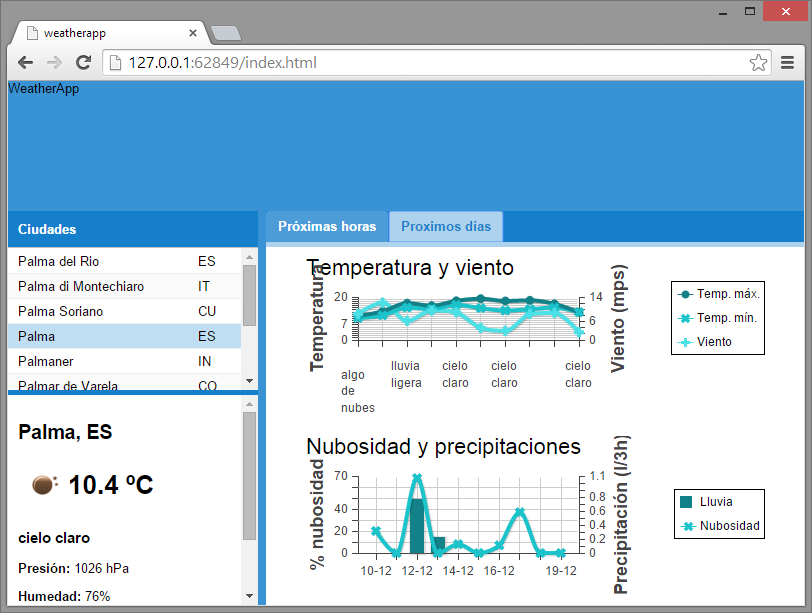 weatherapp
127.0.0.1:62849/index.html
WeatherApp
Ciudades
Palma del Rio ES
Palma di Montechiaro IT
Palma Soriano CU
Palma ES
Palmaner IN
Palmar de Varela CO
Palma, ES
10.4 ºC
cielo claro
Presión: 1026 hPa
Humedad: 76%
Próximas horas
Proximos días
Temperatura y viento
Temperatura
20
7
0
14
6
0
Viento (mps)
algo de nubes
lluvia ligera
cielo claro
cielo claro
cielo claro
Temp. máx.
Temp. mín.
Viento
Nubosidad y precipitaciones
% nubosidad
70
40
20
0
1.1
0.8
0.6
0.4
0.2
0
Precipitación (l/3h)
10-12 12-12 14-12 16-12 19-12
Lluvia
Nubosidad